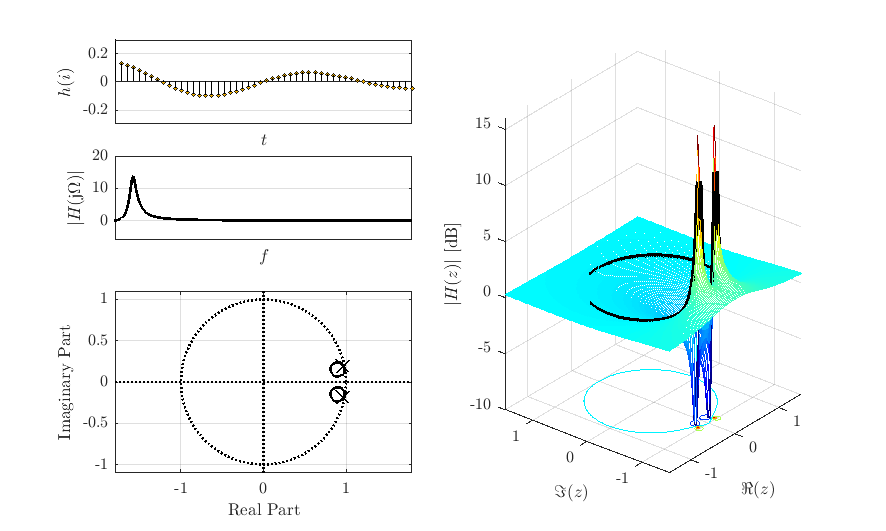 0.2
0
-0.2
h(i)
t
20
10
0
|H(jΩ)|
f
1
0.5
0
-0.5
-1
Imaginary Part
-1
0
1
Real Part
15
10
5
0
-5
-10
|H(z)| [dB]
1
0
-1
ℑ(z)
-1
0
1
ℜ(z)